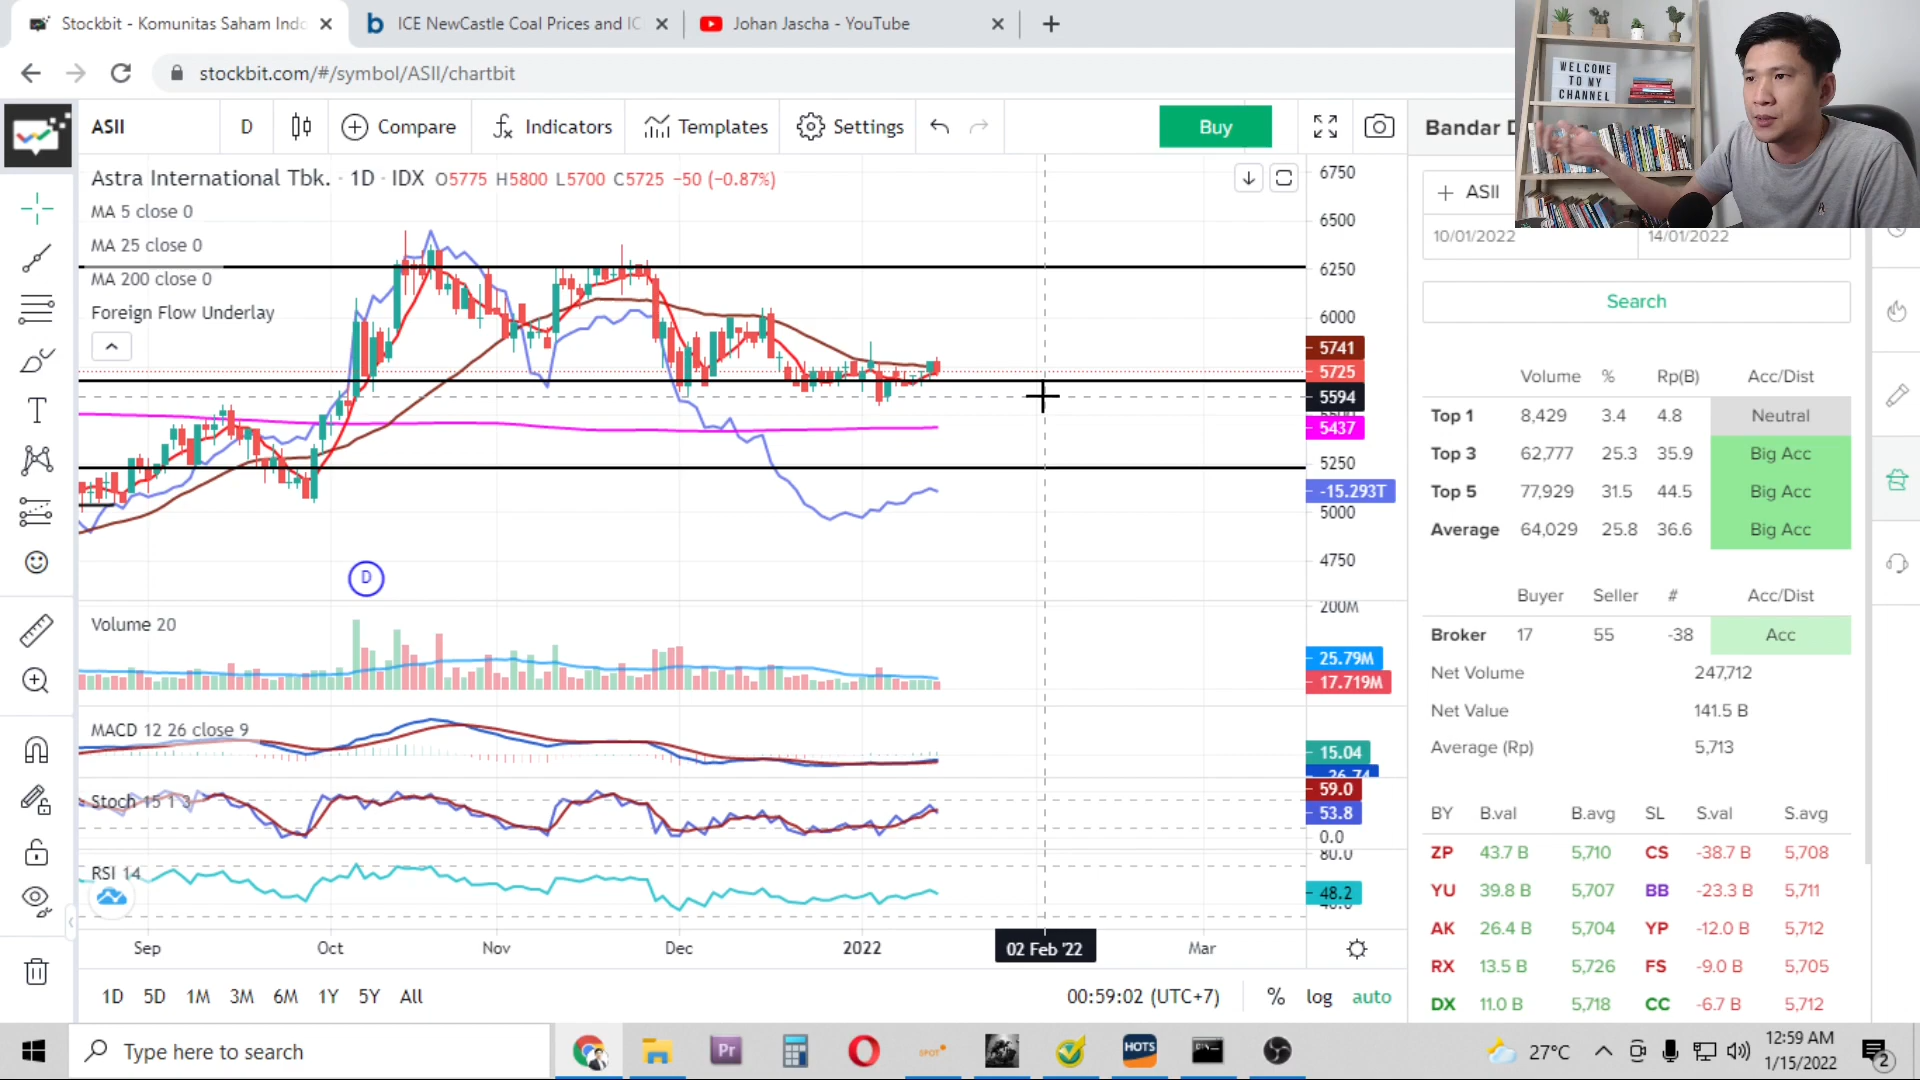 Stockbit - Komunitas Saham Indo
ICE NewCastle Coal Prices and IC
Johan Jascha - YouTube
stockbit.com/#/symbol/ASII/chartbit
WELCOME
TO MY
CHANNEL
ASII
D
Compare
Indicators
Templates
Settings
Buy
Bandar D
Astra International Tbk. · 1D · IDX O5775 H5800 L5700 C5725 −50 (−0.87%)
MA 5 close 0
MA 25 close 0
MA 200 close 0
Foreign Flow Underlay
6750
6500
6250
6000
5741
5725
5594
5437
5250
-15.293T
5000
4750
D
+ ASII
10/01/2022
14/01/2022
Search
Volume % Rp(B) Acc/Dist
Top 1 8,429 3.4 4.8 Neutral
Top 3 62,777 25.3 35.9 Big Acc
Top 5 77,929 31.5 44.5 Big Acc
Average 64,029 25.8 36.6 Big Acc
Buyer Seller # Acc/Dist
Broker 17 55 -38 Acc
Net Volume 247,712
Net Value 141.5 B
Average (Rp) 5,713
BY B.val B.avg SL S.val S.avg
ZP 43.7 B 5,710 CS -38.7 B 5,708
YU 39.8 B 5,707 BB -23.3 B 5,711
AK 26.4 B 5,704 YP -12.0 B 5,712
RX 13.5 B 5,726 FS -9.0 B 5,705
DX 11.0 B 5,718 CC -6.7 B 5,712
Volume 20
200M
25.79M
17.719M
MACD 12 26 close 9
15.04
-26.74
Stoch 15 1 3
59.0
53.8
0.0
RSI 14
80.0
48.2
Sep Oct Nov Dec 2022 02 Feb '22 Mar
1D 5D 1M 3M 6M 1Y 5Y All
00:59:02 (UTC+7) % log auto
Type here to search
Pr
SPOT
HOTS
27°C
12:59 AM
1/15/2022
2